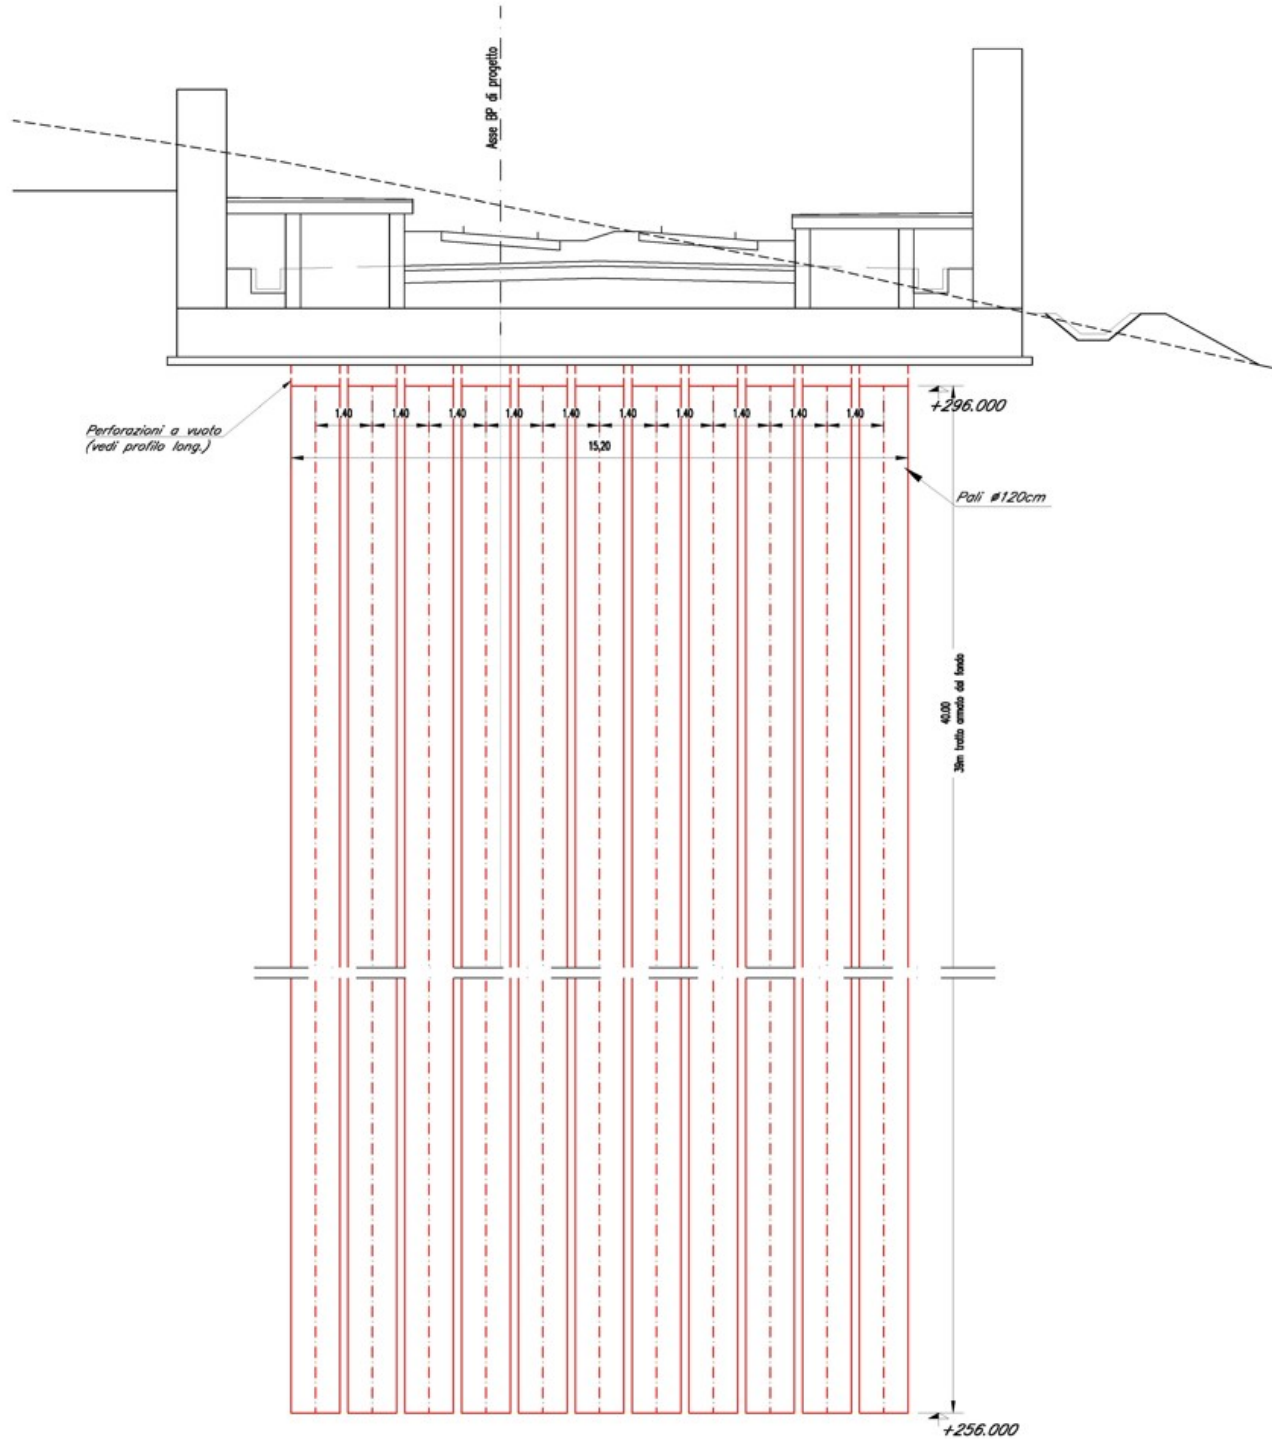 Asse BP di progetto
+296.000
1,40 1,40 1,40 1,40 1,40 1,40 1,40 1,40 1,40 1,40
Perforazioni a vuoto
(vedi profilo long.)
15,20
Pali ø120cm
40.00
39m tratto armato dal fondo
+256.000